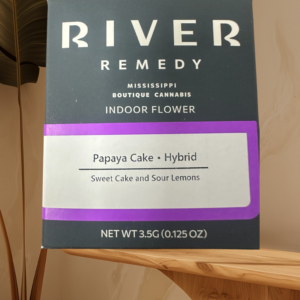 RIVER
REMEDY
MISSISSIPPI
BOUTIQUE CANNABIS
INDOOR FLOWER
Papaya Cake • Hybrid
Sweet Cake and Sour Lemons
NET WT 3.5G (0.125 OZ)